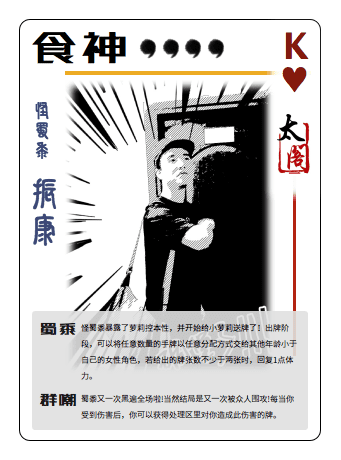 食神
K
怪蜀黍
振康
太阁
蜀黍
怪蜀黍暴露了萝莉控本性,并开始给小萝莉送牌了!出牌阶
段,可以将任意数量的手牌以任意分配方式交给其他年龄小于
自己的女性角色,若给出的牌张数不少于两张时,回复1点体
力。
群嘲
蜀黍又一次黑遍全场啦!当然结局是又一次被众人围攻!每当你
受到伤害后,你可以获得处理区里对你造成此伤害的牌。